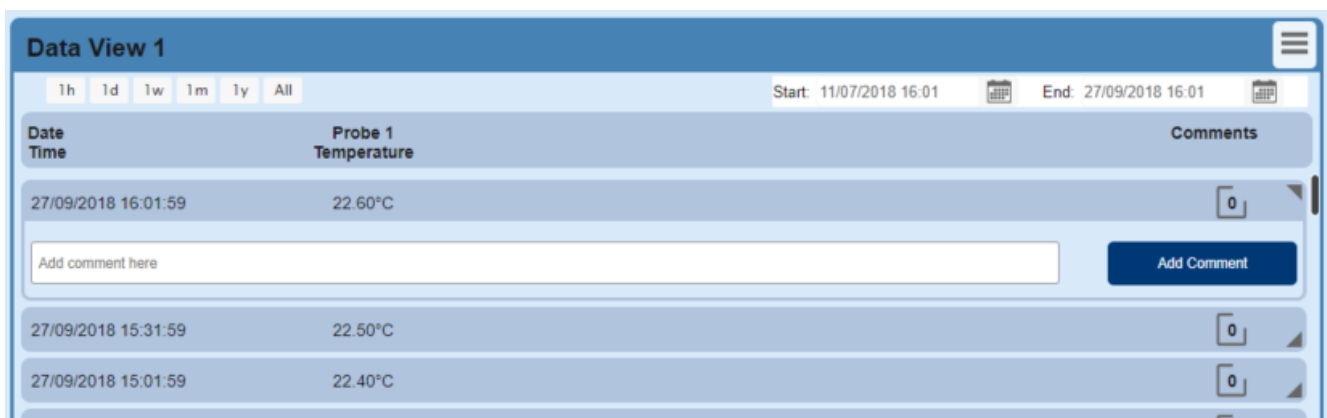 Data View 1
1h 1d 1w 1m 1y All
Start: 11/07/2018 16:01 End: 27/09/2018 16:01
Date Time Probe 1 Temperature Comments
27/09/2018 16:01:59 22.60°C 0
Add comment here Add Comment
27/09/2018 15:31:59 22.50°C 0
27/09/2018 15:01:59 22.40°C 0